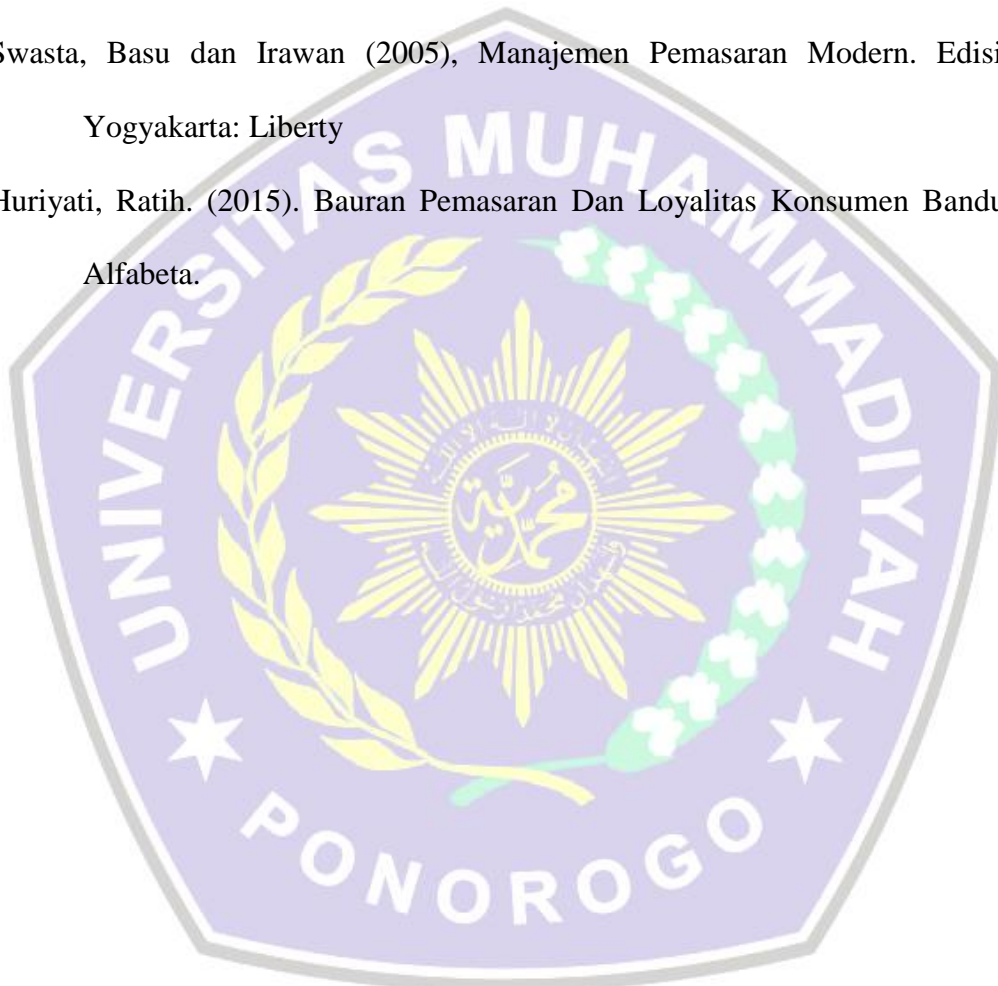 Swasta, Basu dan Irawan (2005), Manajemen Pemasaran Modern. Edisi
Yogyakarta: Liberty
Huriyati, Ratih. (2015). Bauran Pemasaran Dan Loyalitas Konsumen Bandu
Alfabeta.
UNIVERSITAS MUHAMMADIYAH
محمدية
PONOROGO